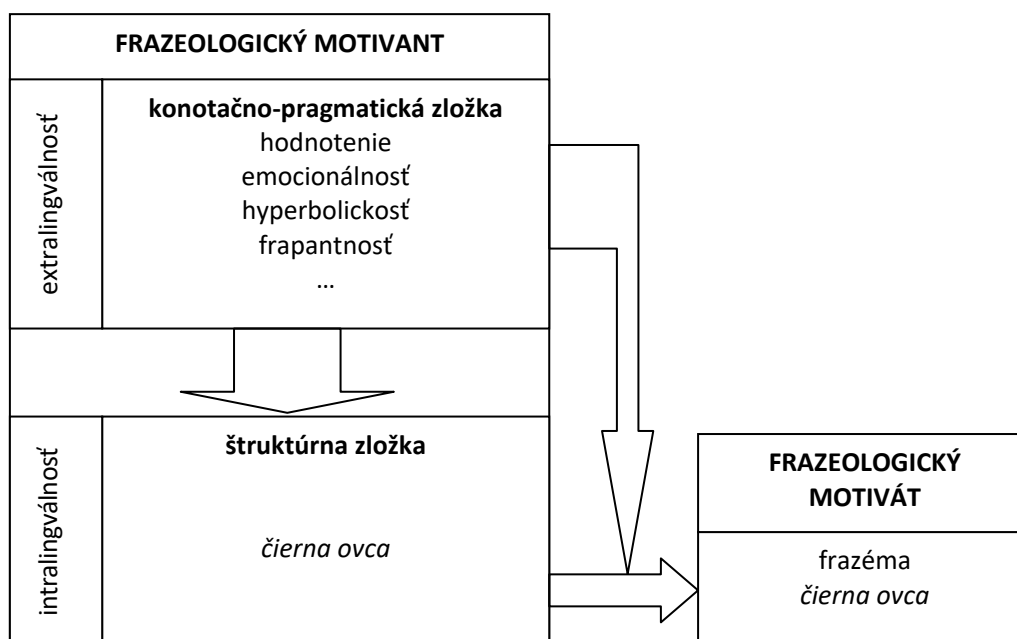 FRAZEOLOGICKÝ MOTIVANT
extralingválnosť
konotačno-pragmatická zložka
hodnotenie
emocionálnosť
hyperbolickosť
frapantnosť
...
intralingválnosť
štruktúrna zložka
čierna ovca
FRAZEOLOGICKÝ
MOTIVÁT
frazéma
čierna ovca